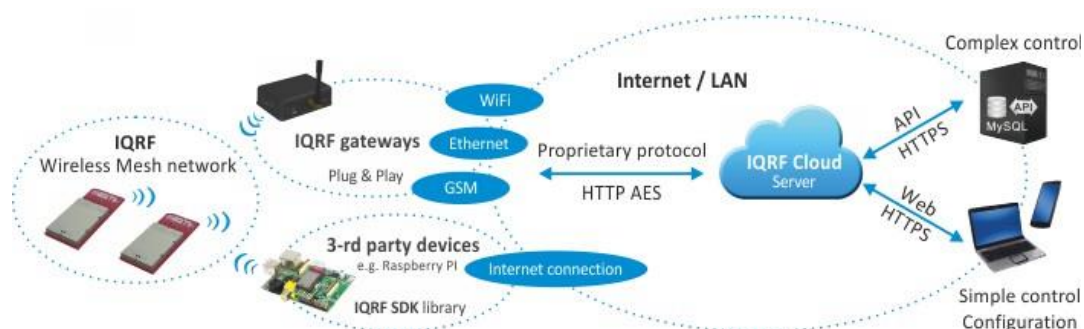 IQRF
Wireless Mesh network
IQRF gateways
Plug & Play
WiFi
Ethernet
GSM
3-rd party devices
e.g. Raspberry PI
IQRF SDK library
Internet connection
Internet / LAN
Proprietary protocol
HTTP AES
IQRF Cloud
Server
API
HTTPS
Web
HTTPS
Complex control
API
MySQL
Simple control
Configuration